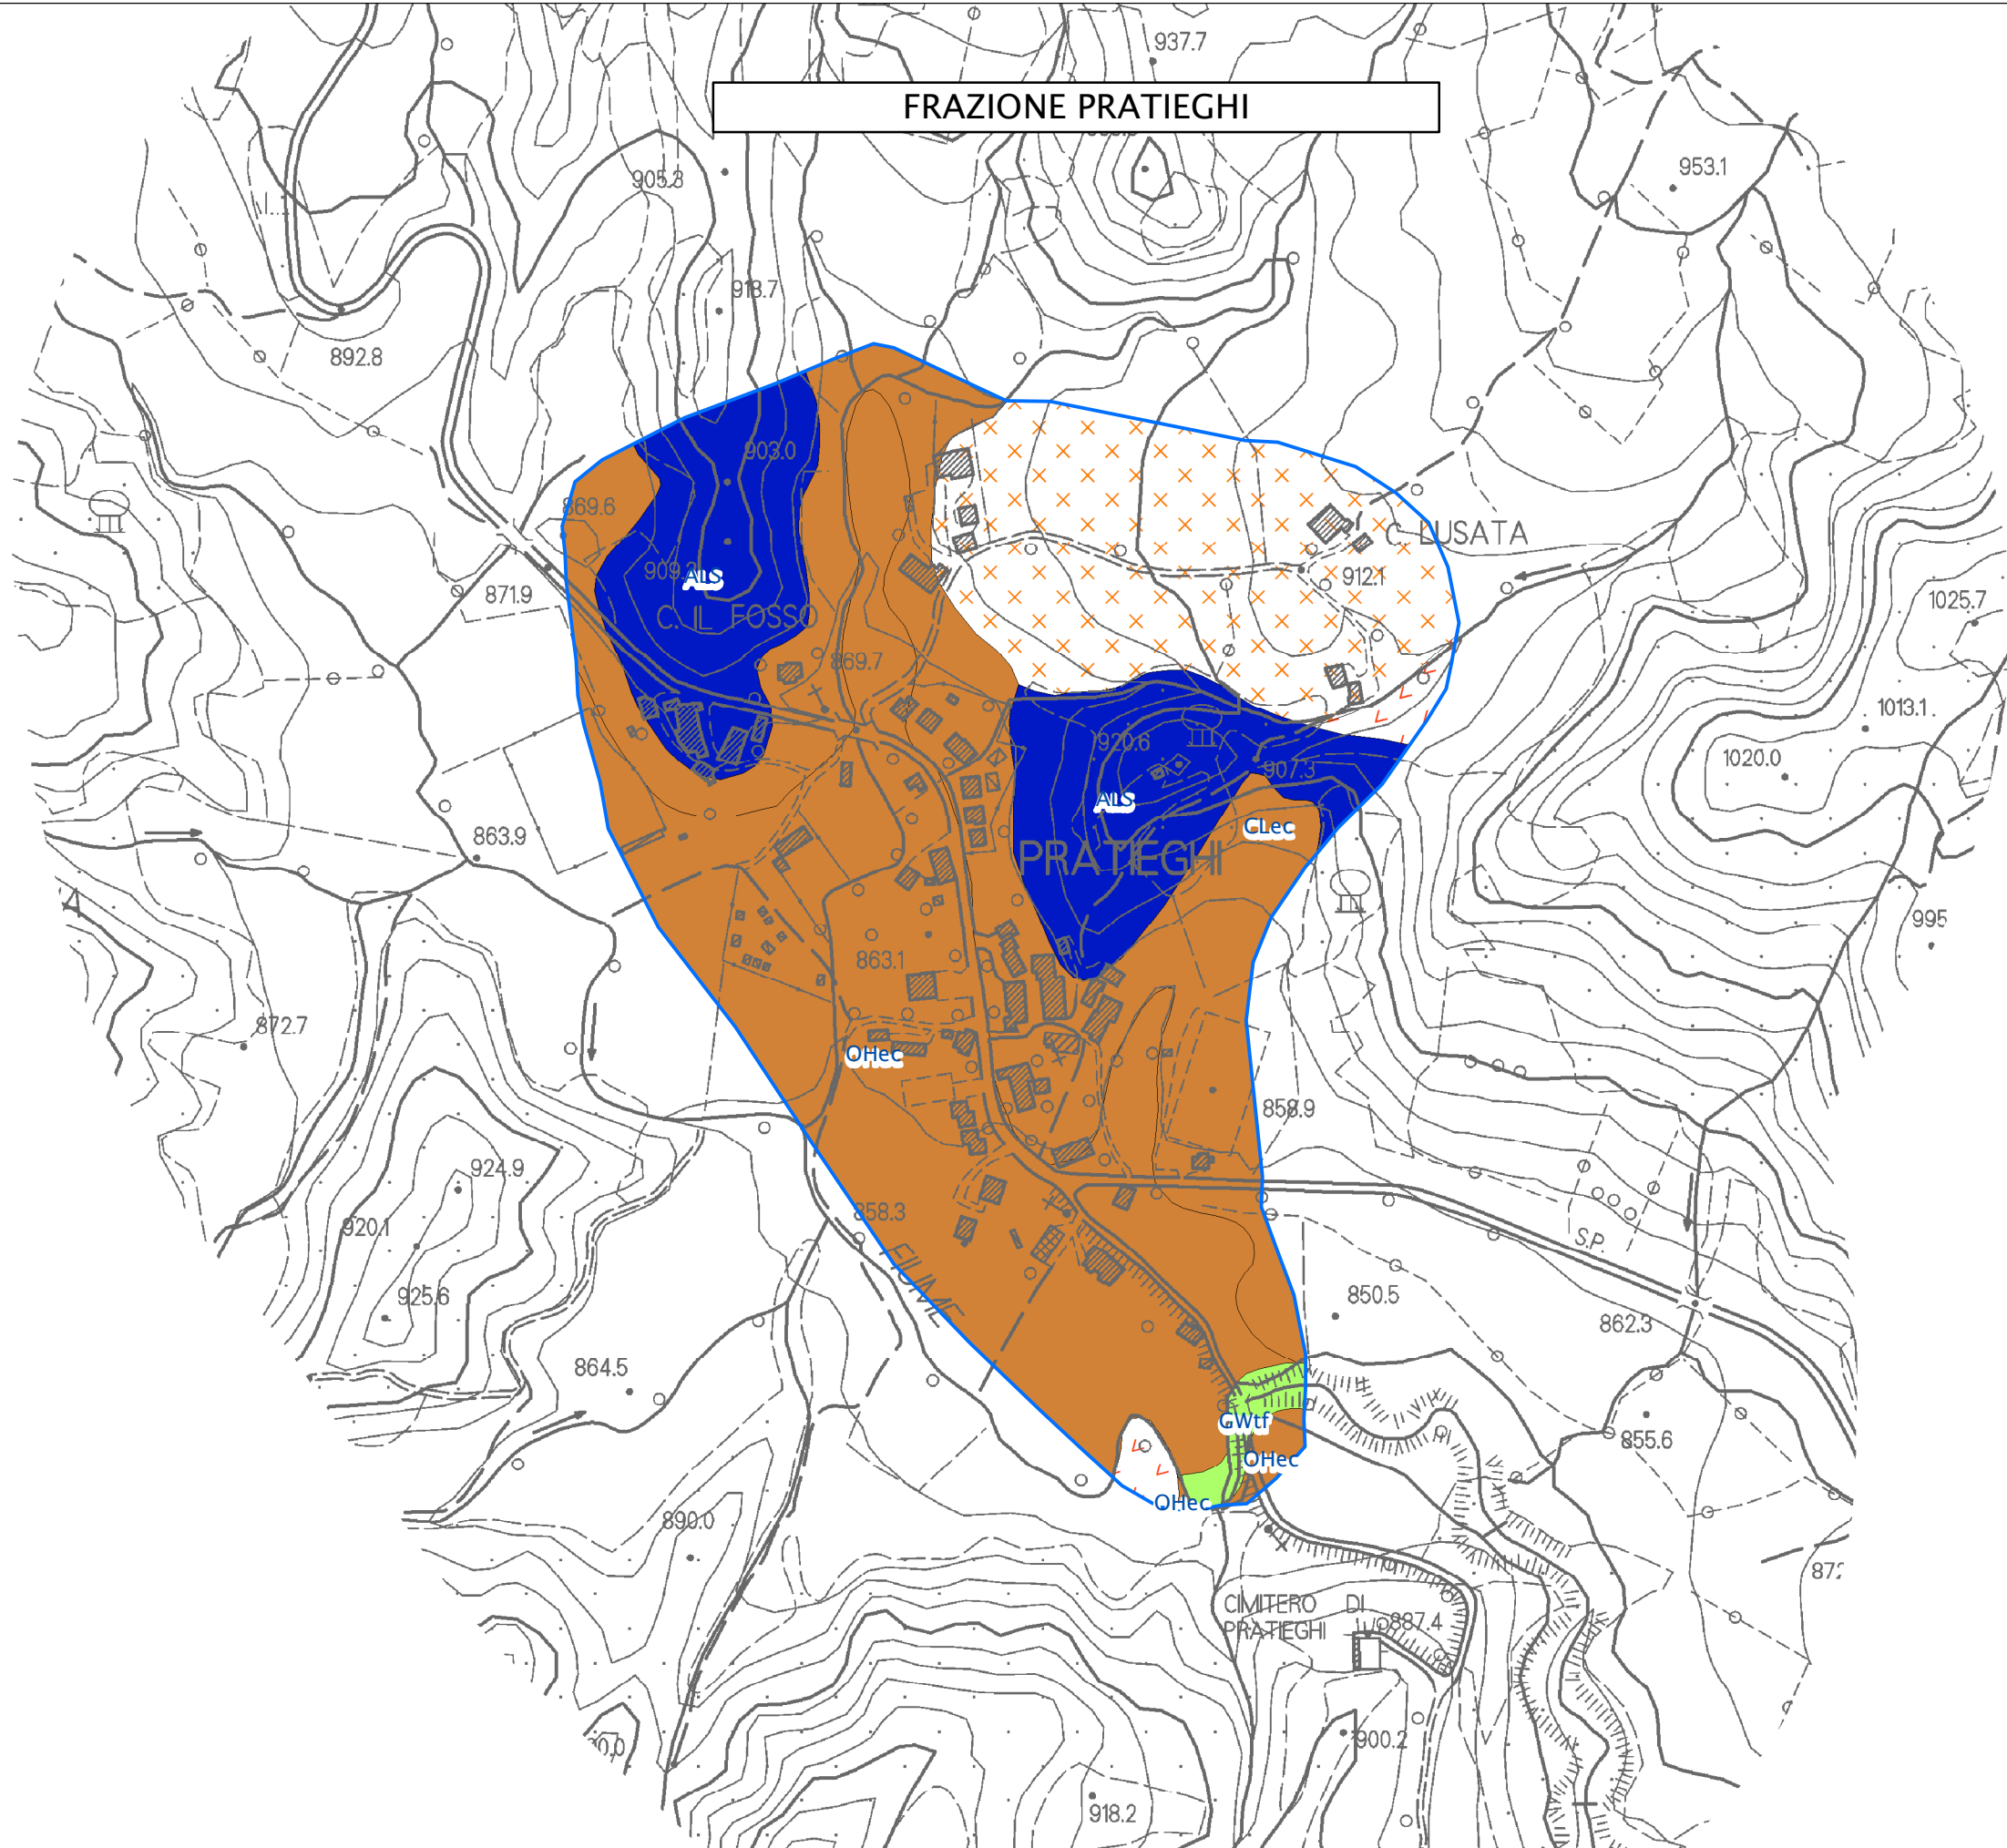 937.7
FRAZIONE PRATIEGHI
953.1
905.3
918.7
892.8
903.0
869.6
C. LUSATA
909.2
ALS
912.1
871.9
C. IL FOSSO
1025.7
869.7
1013.1
920.6
1020.0
907.3
ALS
CLec
863.9
PRATIEGHI
995
863.1
872.7
OHec
858.9
924.9
858.3
920.1
S.P.
925.6
850.5
862.3
864.5
GWtf
855.6
OHec
OHec
890.0
872
CIMITERO DI
PRATIEGHI
887.4
900.2
918.2